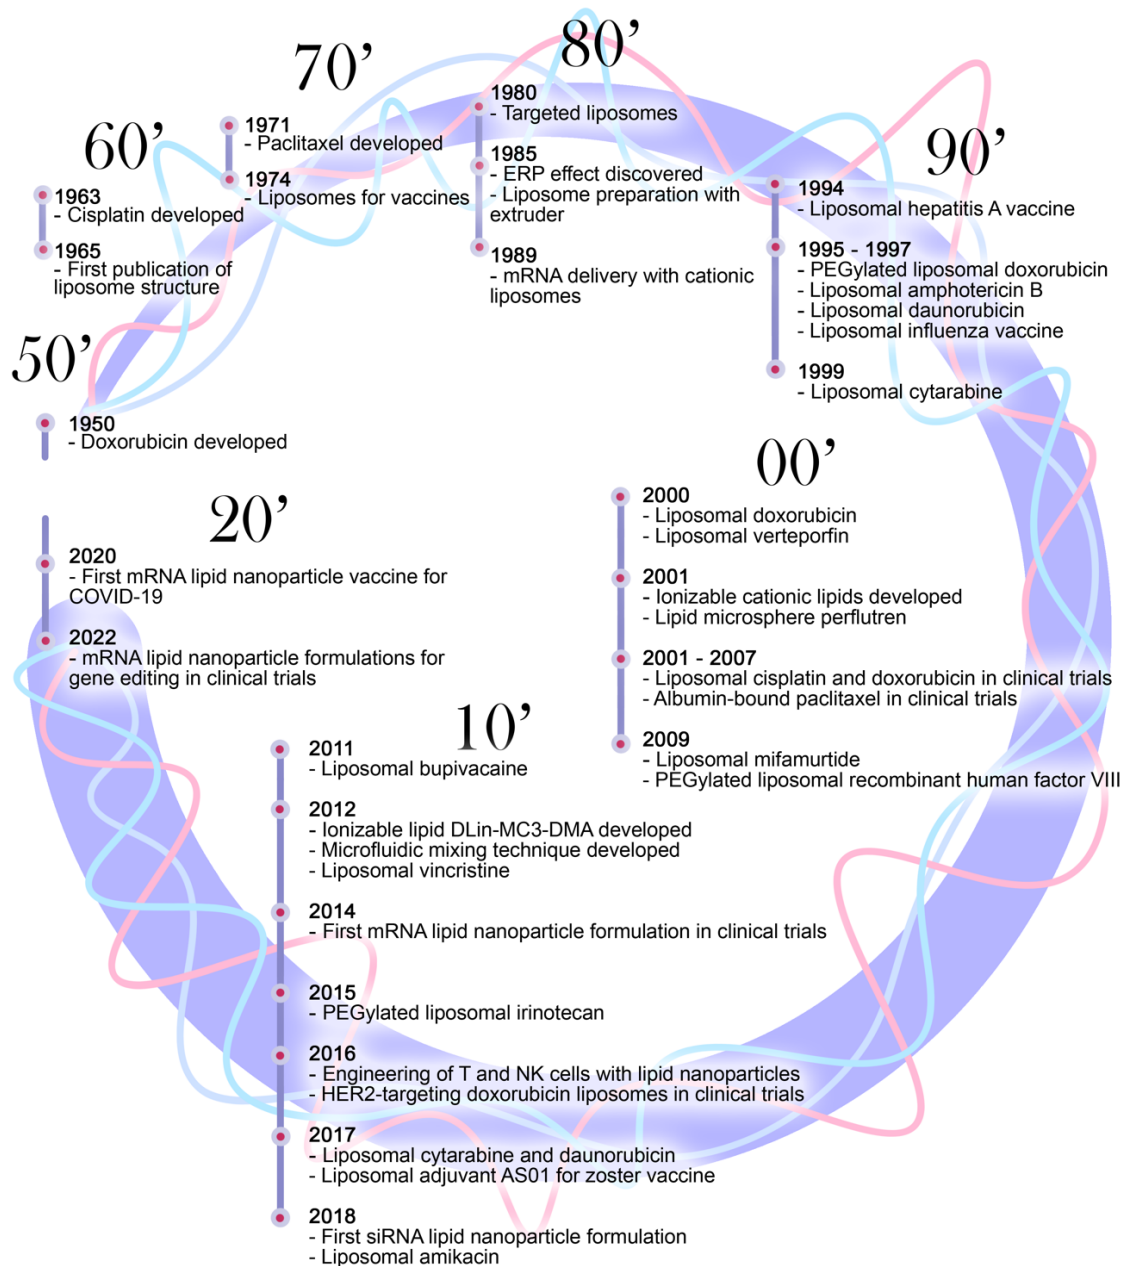 50’
1950
- Doxorubicin developed
60’
1963
- Cisplatin developed
1965
- First publication of
liposome structure
70’
1971
- Paclitaxel developed
1974
- Liposomes for vaccines
80’
1980
- Targeted liposomes
1985
- ERP effect discovered
- Liposome preparation with
extruder
1989
- mRNA delivery with cationic
liposomes
90’
1994
- Liposomal hepatitis A vaccine
1995 - 1997
- PEGylated liposomal doxorubicin
- Liposomal amphotericin B
- Liposomal daunorubicin
- Liposomal influenza vaccine
1999
- Liposomal cytarabine
00’
2000
- Liposomal doxorubicin
- Liposomal verteporfin
2001
- Ionizable cationic lipids developed
- Lipid microsphere perflutren
2001 - 2007
- Liposomal cisplatin and doxorubicin in clinical trials
- Albumin-bound paclitaxel in clinical trials
2009
- Liposomal mifamurtide
- PEGylated liposomal recombinant human factor VIII
10’
2011
- Liposomal bupivacaine
2012
- Ionizable lipid DLin-MC3-DMA developed
- Microfluidic mixing technique developed
- Liposomal vincristine
2014
- First mRNA lipid nanoparticle formulation in clinical trials
2015
- PEGylated liposomal irinotecan
2016
- Engineering of T and NK cells with lipid nanoparticles
- HER2-targeting doxorubicin liposomes in clinical trials
2017
- Liposomal cytarabine and daunorubicin
- Liposomal adjuvant AS01 for zoster vaccine
2018
- First siRNA lipid nanoparticle formulation
- Liposomal amikacin
20’
2020
- First mRNA lipid nanoparticle vaccine for
COVID-19
2022
- mRNA lipid nanoparticle formulations for
gene editing in clinical trials